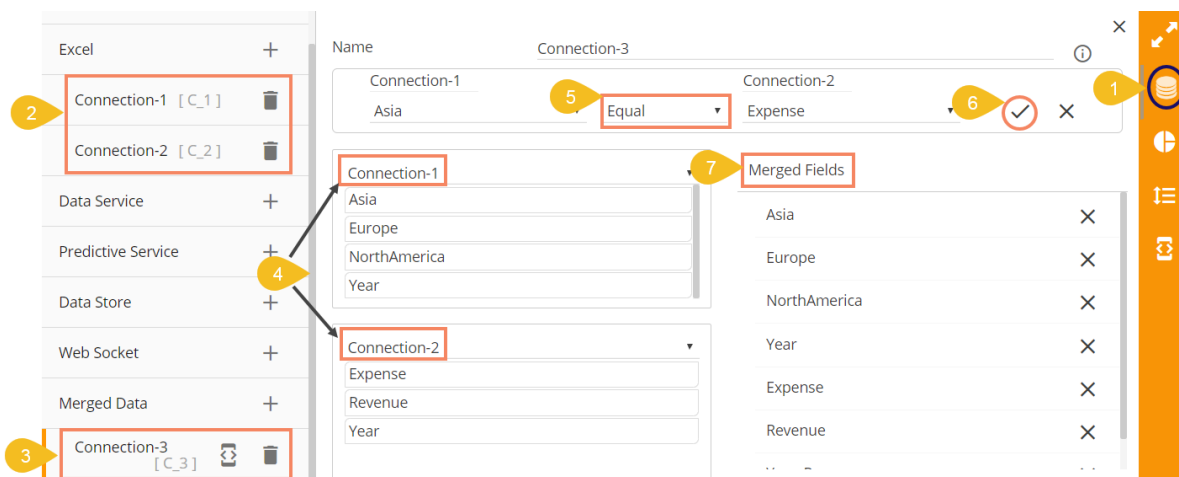 Excel
Connection-1 [ C_1 ]
2
Connection-2 [ C_2 ]
Data Service
Predictive Service
Data Store
Web Socket
Merged Data
3
Connection-3
[ C_3 ]
Name
Connection-3
Connection-1
Connection-2
Asia
5
Equal
Expense
6
1
4
Connection-1
Asia
Europe
NorthAmerica
Year
Connection-2
Expense
Revenue
Year
7
Merged Fields
Asia
Europe
NorthAmerica
Year
Expense
Revenue